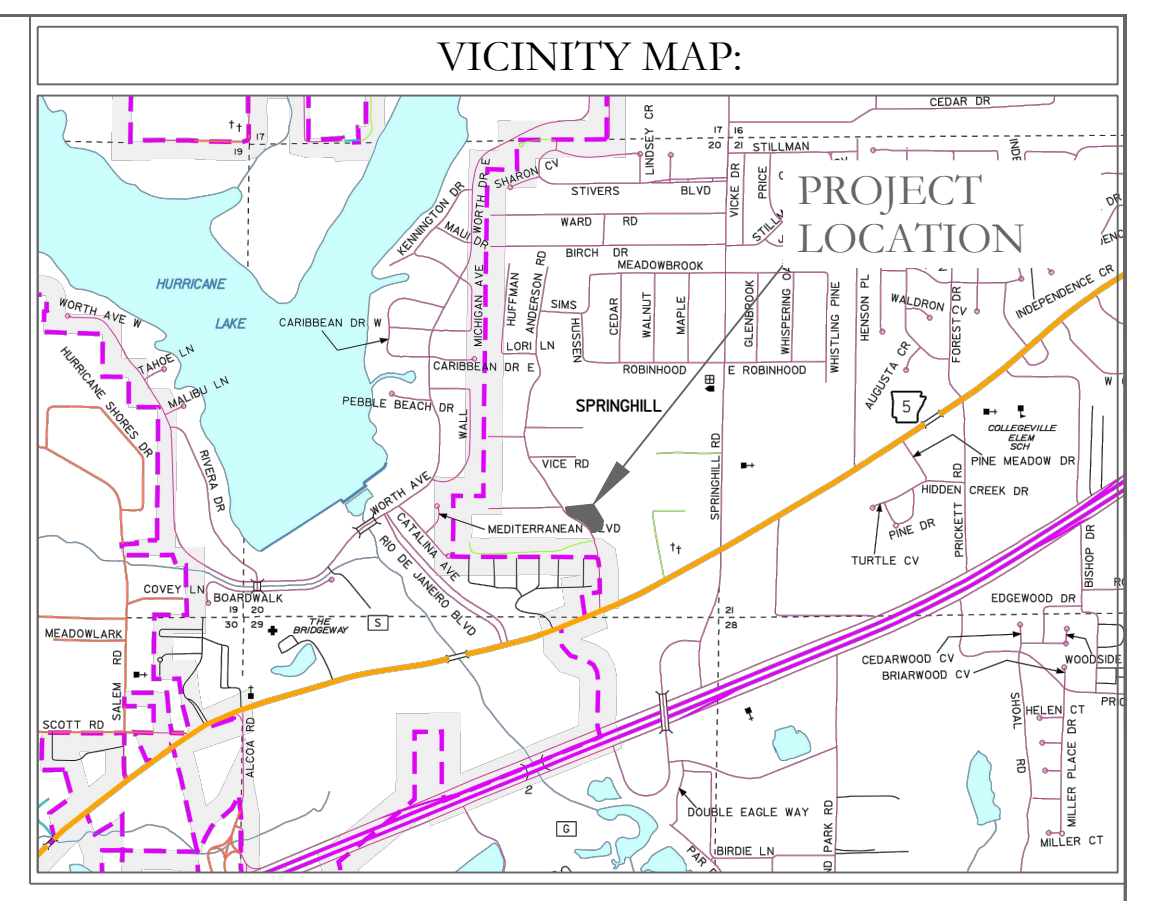 VICINITY MAP:
CEDAR DR
17
19
17 16
20 21
LINDSEY CR
STILLMAN
SHARON CV
STIVERS BLVD
VICKE DR
PRICE
PROJECT
LOCATION
KENNINGTON DR
WORTH DR E
MAUI DR
WARD RD
BIRCH DR
MEADOWBROOK
HURRICANE
LAKE
WORTH AVE W
CARIBBEAN DR W
MICHIGAN AVE
HUFFMAN
ANDERSON RD
SIMS
HUSSEN
CEDAR
WALNUT
MAPLE
GLENBROOK
WHISPERING
WHISTLING PINE
HENSON PL
WALDRON CV
FOREST DR
INDEPENDENCE CR
TAHOE LN
MALIBU LN
HURRICANE SHORES DR
LORI LN
CARIBBEAN DR E
ROBINHOOD
E ROBINHOOD
AUGUSTA CR
5
PEBBLE BEACH DR
WALL
SPRINGHILL
COLLEGEVILLE
ELEM
SCH
PINE MEADOW DR
RIVERA DR
VICE RD
SPRINGHILL RD
PRICKETT RD
HIDDEN CREEK DR
WORTH AVE
MEDITERRANEAN BLVD
CATALINA AVE
RIO DE JANEIRO BLVD
PINE DR
TURTLE CV
BISHOP DR
COVEY LN
BOARDWALK
19 20
30 29
THE
BRIDGEWAY
S
21
28
EDGEWOOD DR
MEADOWLARK
SALEM RD
CEDARWOOD CV
WOODSIDE
BRIARWOOD CV
SCOTT RD
ALCOA RD
SHOAL RD
HELEN CT
MILLER PLACE DR
2
G
DOUBLE EAGLE WAY
BIRDIE LN
PARK RD
MILLER CT